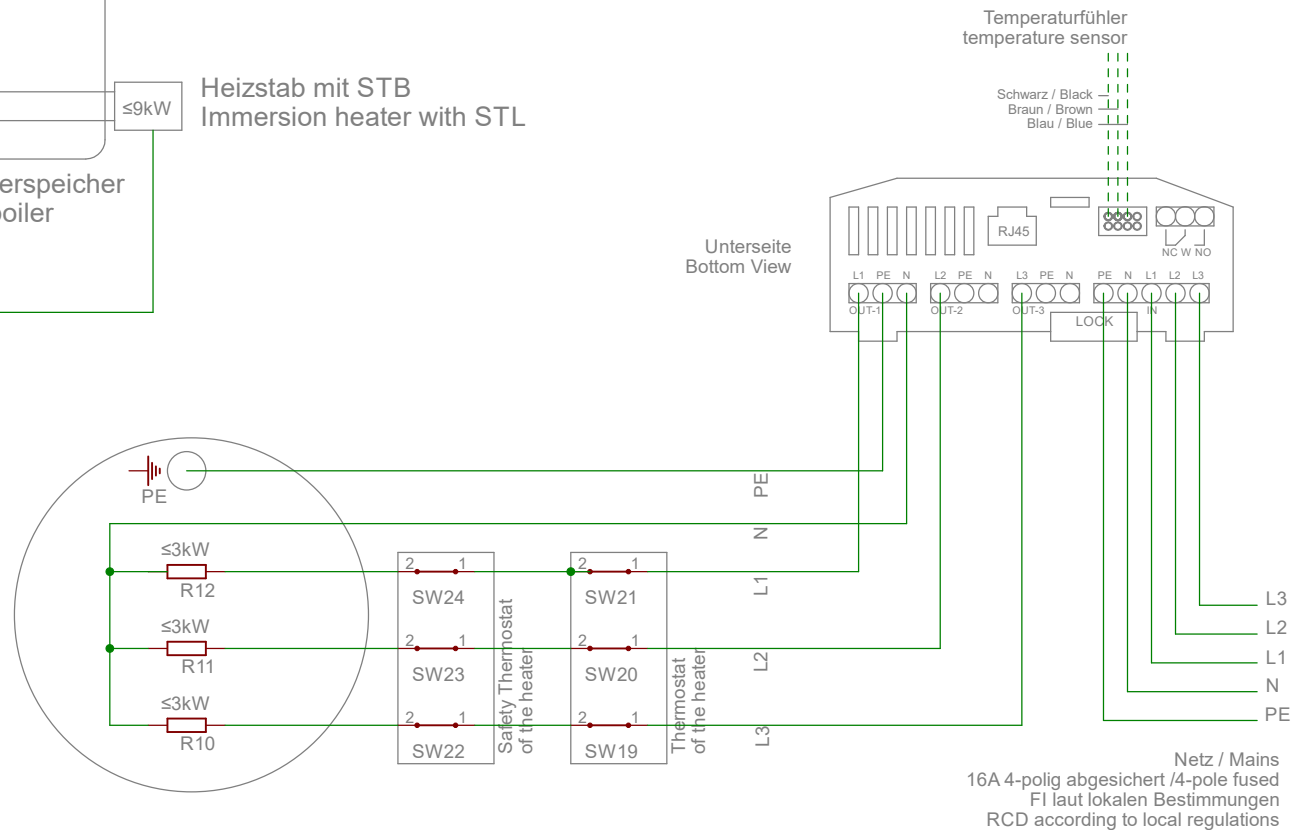 Temperaturfühler
temperature sensor
≤9kW
Heizstab mit STB
Immersion heater with STL
Schwarz / Black
Braun / Brown
Blau / Blue
erspeicher
oiler
Unterseite
Bottom View
RJ45
NC W NO
L1 PE N L2 PE N L3 PE N PE N L1 L2 L3
OUT-1 OUT-2 OUT-3 IN
LOCK
PE
PE
N
≤3kW
R12
2 1
SW24
2 1
SW21
L1
≤3kW
R11
2 1
SW23
2 1
SW20
L2
≤3kW
R10
2 1
SW22
2 1
SW19
L3
Safety Thermostat
of the heater
Thermostat
of the heater
L3
L2
L1
N
PE
Netz / Mains
16A 4-polig abgesichert /4-pole fused
FI laut lokalen Bestimmungen
RCD according to local regulations